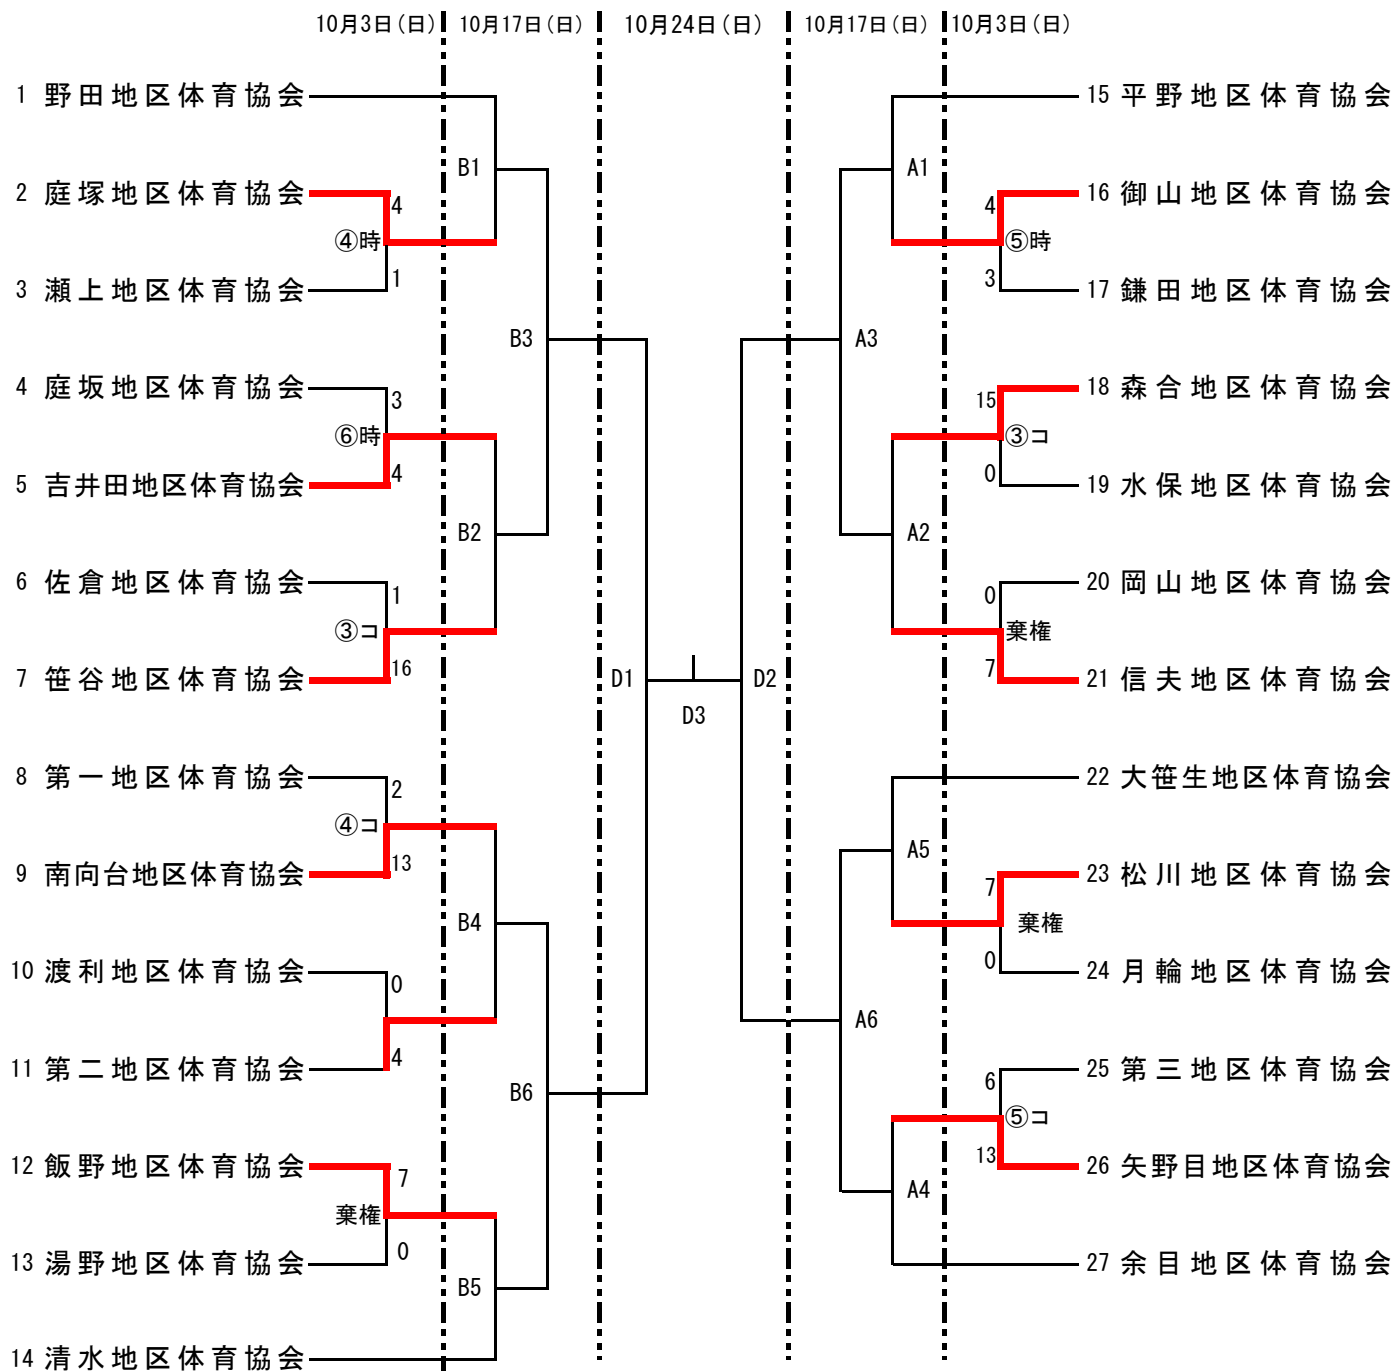 10月3日(日) 10月17日(日) 10月24日(日) 10月17日(日) 10月3日(日)
1 野田地区体育協会
15 平野地区体育協会
B1
A1
2 庭塚地区体育協会
4
4
16 御山地区体育協会
④時
⑤時
3 瀬上地区体育協会
1
3
17 鎌田地区体育協会
B3
A3
4 庭坂地区体育協会
3
15
18 森合地区体育協会
⑥時
③コ
5 吉井田地区体育協会
4
0
19 水保地区体育協会
B2
A2
6 佐倉地区体育協会
1
0
20 岡山地区体育協会
③コ
棄権
7 笹谷地区体育協会
16
7
21 信夫地区体育協会
D1
D2
D3
8 第一地区体育協会
2
22 大笹生地区体育協会
④コ
A5
9 南向台地区体育協会
13
7
23 松川地区体育協会
B4
棄権
10 渡利地区体育協会
0
0
24 月輪地区体育協会
A6
11 第二地区体育協会
4
6
25 第三地区体育協会
B6
⑤コ
12 飯野地区体育協会
7
13
26 矢野目地区体育協会
棄権
A4
13 湯野地区体育協会
0
27 余目地区体育協会
B5
14 清水地区体育協会